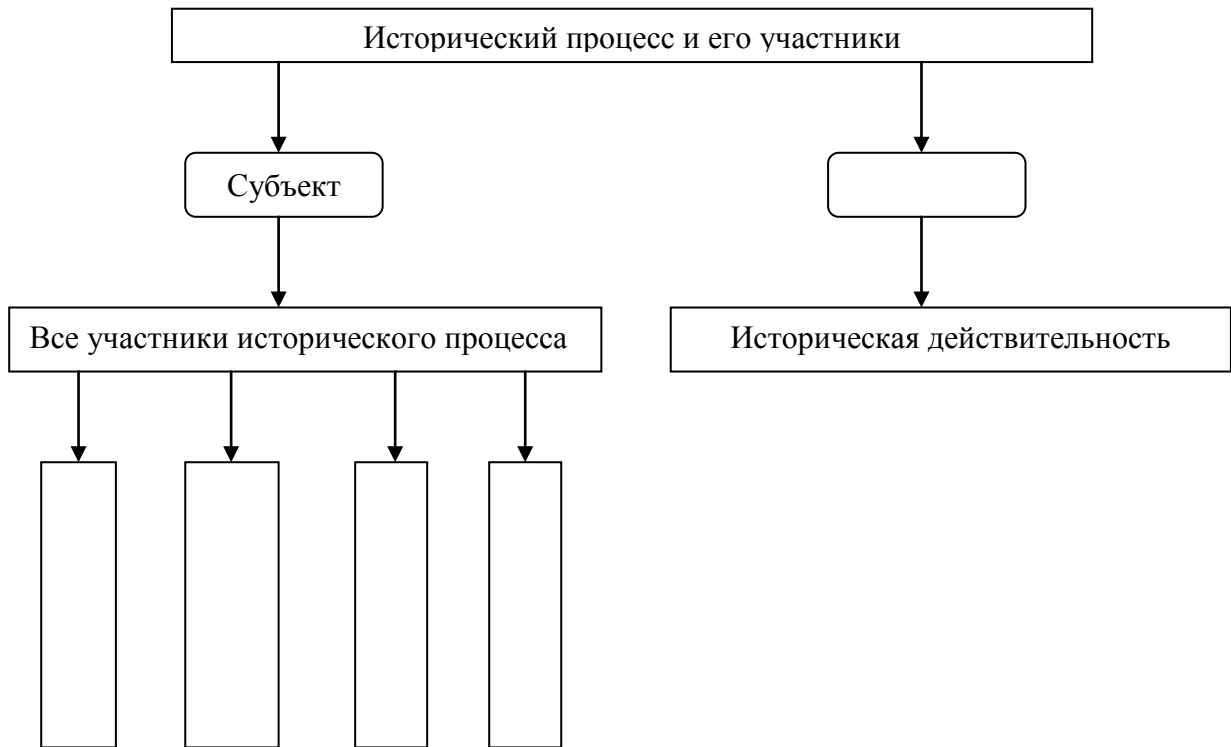 Исторический процесс и его участники
Субъект
Все участники исторического процесса
Историческая действительность